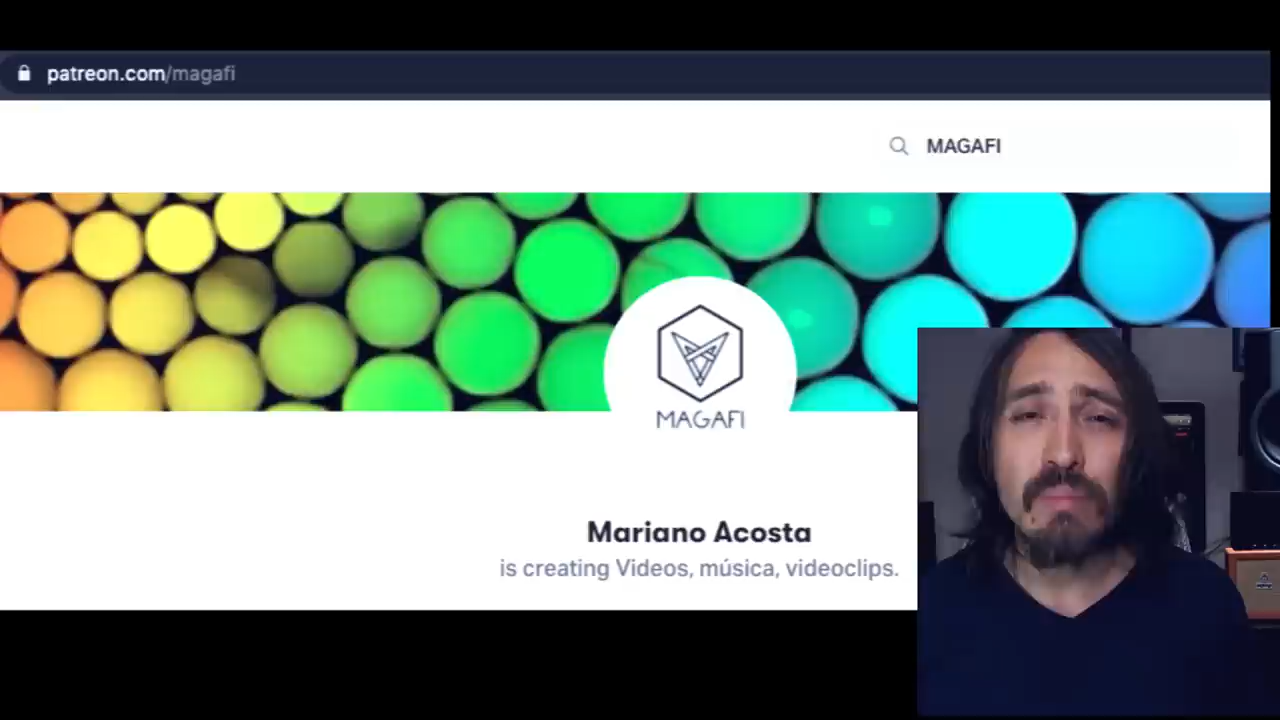 patreon.com/magafi
MAGAFI
MAGAFI
Mariano Acosta
is creating Videos, música, videoclips.